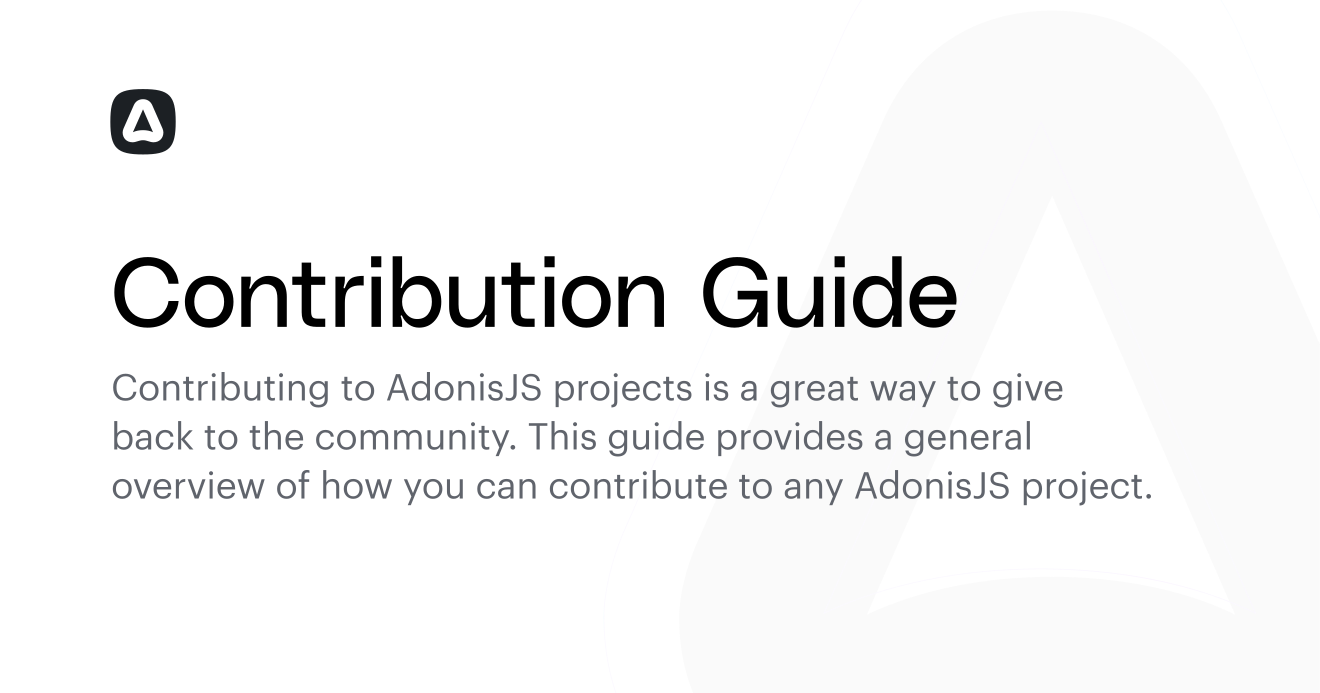 Contribution Guide
Contributing to AdonisJS projects is a great way to give
back to the community. This guide provides a general
overview of how you can contribute to any AdonisJS project.